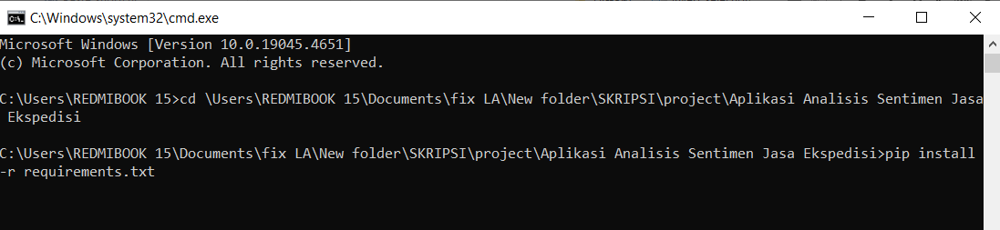 C:\Windows\system32\cmd.exe
Microsoft Windows [Version 10.0.19045.4651]
(c) Microsoft Corporation. All rights reserved.
C:\Users\REDMIBOOK 15>cd \Users\REDMIBOOK 15\Documents\fix LA\New folder\SKRIPSI\project\Aplikasi Analisis Sentimen Jasa
Ekspedisi
C:\Users\REDMIBOOK 15\Documents\fix LA\New folder\SKRIPSI\project\Aplikasi Analisis Sentimen Jasa Ekspedisi>pip install
-r requirements.txt